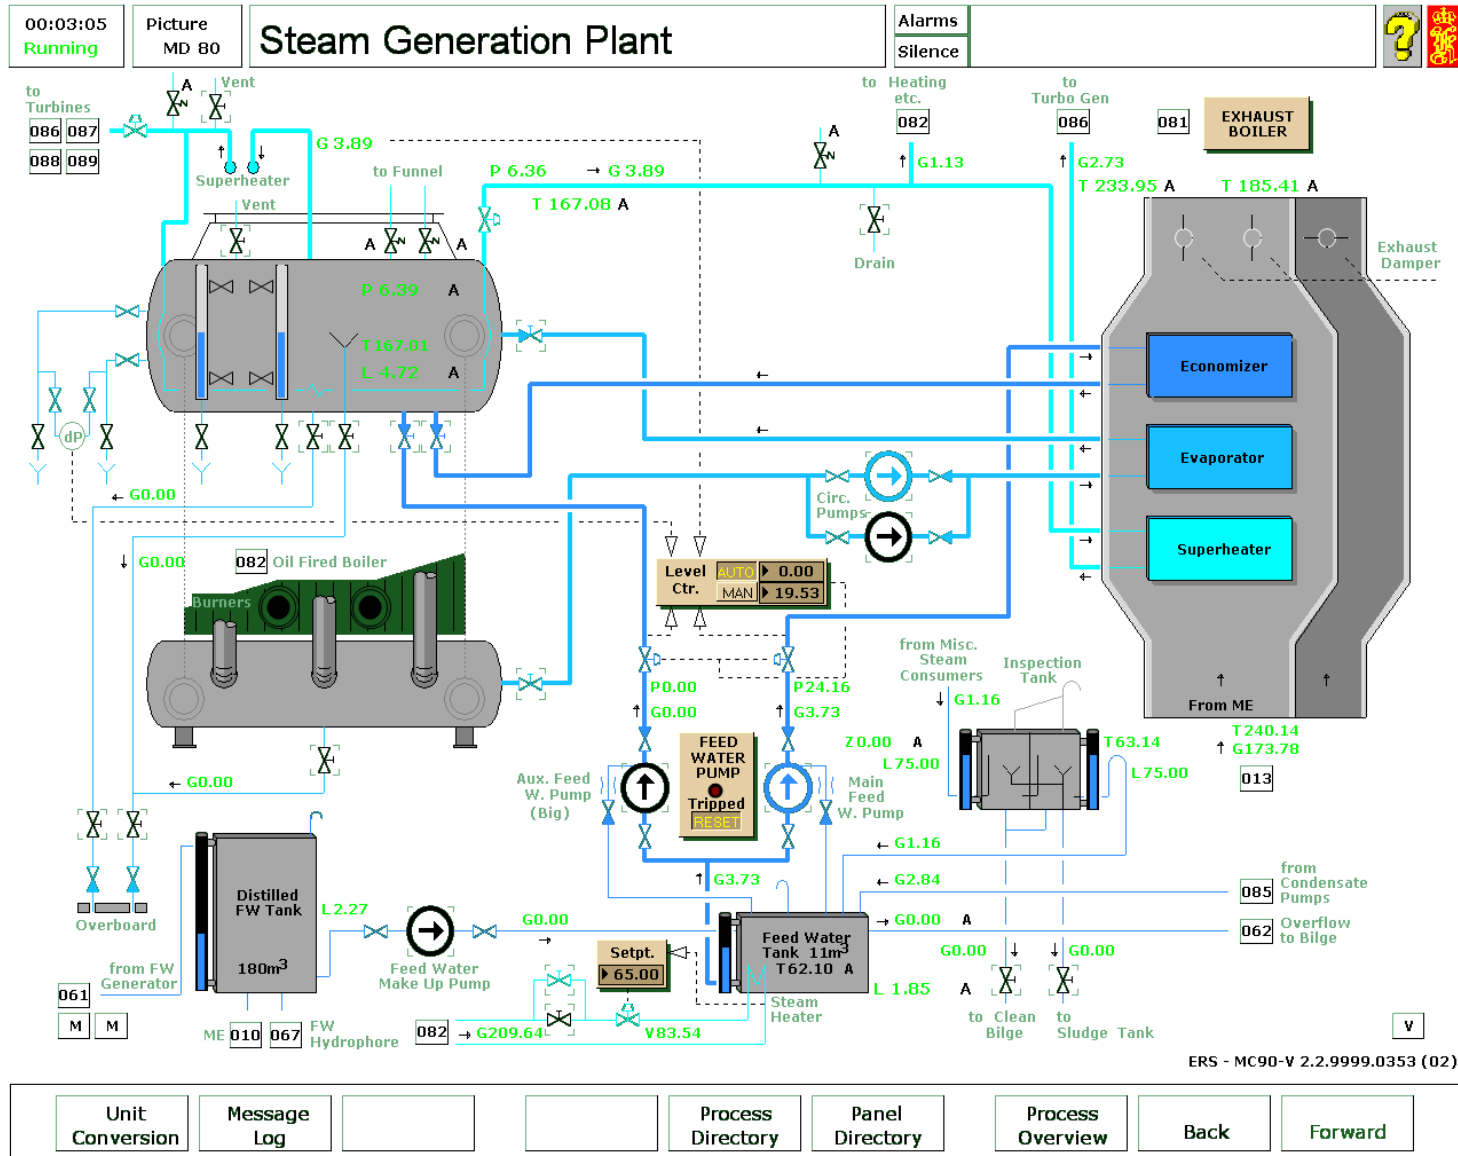 00:03:05
Running
Picture
MD 80
Steam Generation Plant
Alarms
Silence
?
to
Turbines
086 087
088 089
A
Vent
G 3.89
Superheater
Vent
to Funnel
A
A
P 6.36 → G 3.89
T 167.08 A
A
Drain
to Heating
etc.
082
G1.13
to
Turbo Gen
086
G2.73
081
EXHAUST
BOILER
T 233.95 A
T 185.41 A
Exhaust
Damper
P 6.39 A
T167.01
L 4.72 A
dP
Economizer
Evaporator
Superheater
Circ.
Pumps
← G0.00
↓ G0.00
082 Oil Fired Boiler
Burners
Level
Ctr.
AUTO 0.00
MAN 19.53
From ME
T240.14
G173.78
013
from Misc.
Steam
Consumers
G1.16
Inspection
Tank
P0.00
G0.00
P24.16
G3.73
Z0.00 A
L75.00
T63.14
L75.00
← G0.00
Aux. Feed
W. Pump
(Big)
FEED
WATER
PUMP
Tripped
RESET
Main
Feed
W. Pump
← G1.16
G3.73
← G2.84
from
085 Condensate
Pumps
→ G0.00 A
062 Overflow
to Bilge
Overboard
Distilled
FW Tank
180m3
L2.27
G0.00
Feed Water
Make Up Pump
Setpt.
65.00
Feed Water
Tank 11m3
T62.10 A
L 1.85 A
Steam
Heater
G0.00
G0.00
from FW
Generator
061
M M
ME 010 067 FW
Hydrophore
082 → G209.64
V83.54
to Clean
Bilge
to
Sludge Tank
V
ERS - MC90-V 2.2.9999.0353 (02)
Unit
Conversion
Message
Log
Process
Directory
Panel
Directory
Process
Overview
Back
Forward